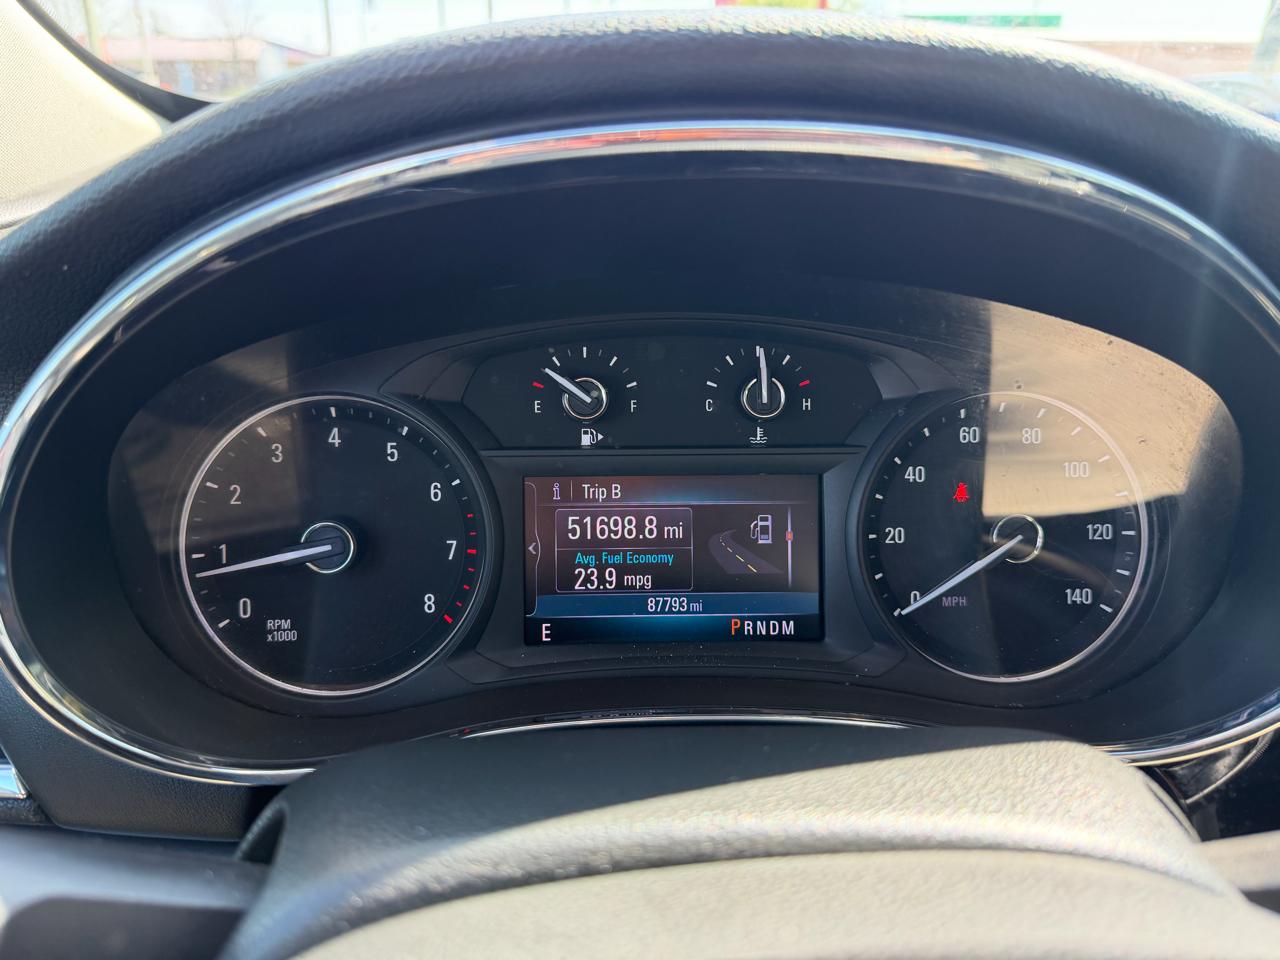 E F
C H
0 1 2 3 4 5 6 7 8
RPM
x1000
i Trip B
51698.8 mi
Avg. Fuel Economy
23.9 mpg
87793 mi
E PRNDM
0 20 40 60 80 100 120 140
MPH